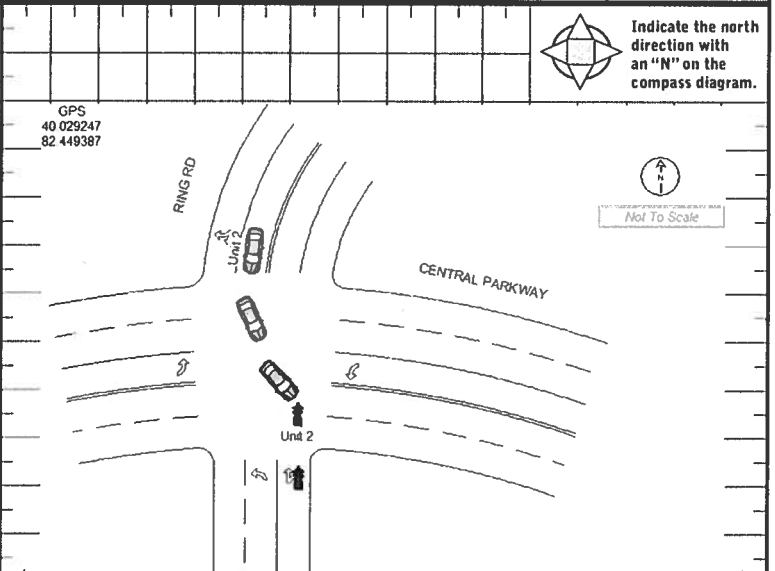 Indicate the north
direction with
an "N" on the
compass diagram.
GPS
40 029247
82 449387
RING RD
N
Not To Scale
Unit 2
CENTRAL PARKWAY
Unit 2